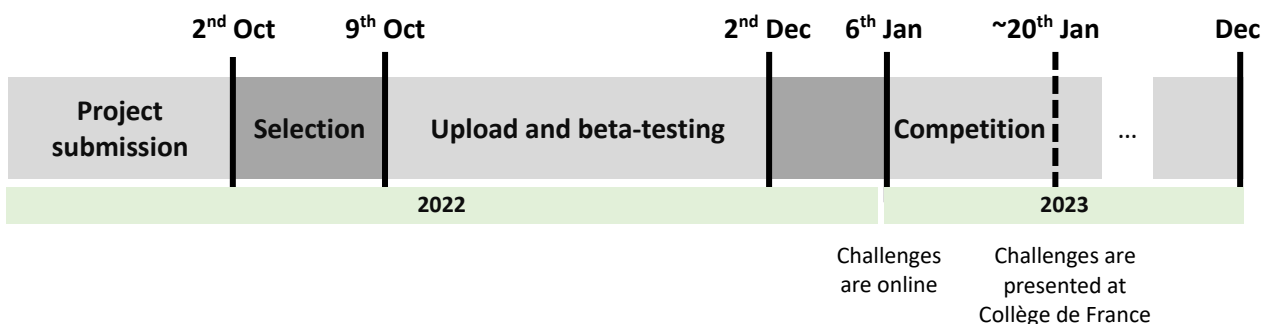 2nd Oct
9th Oct
2nd Dec
6th Jan
~20th Jan
Dec
Project
submission
Selection
Upload and beta-testing
Competition
...
2022
2023
Challenges
are online
Challenges are
presented at
Collège de France